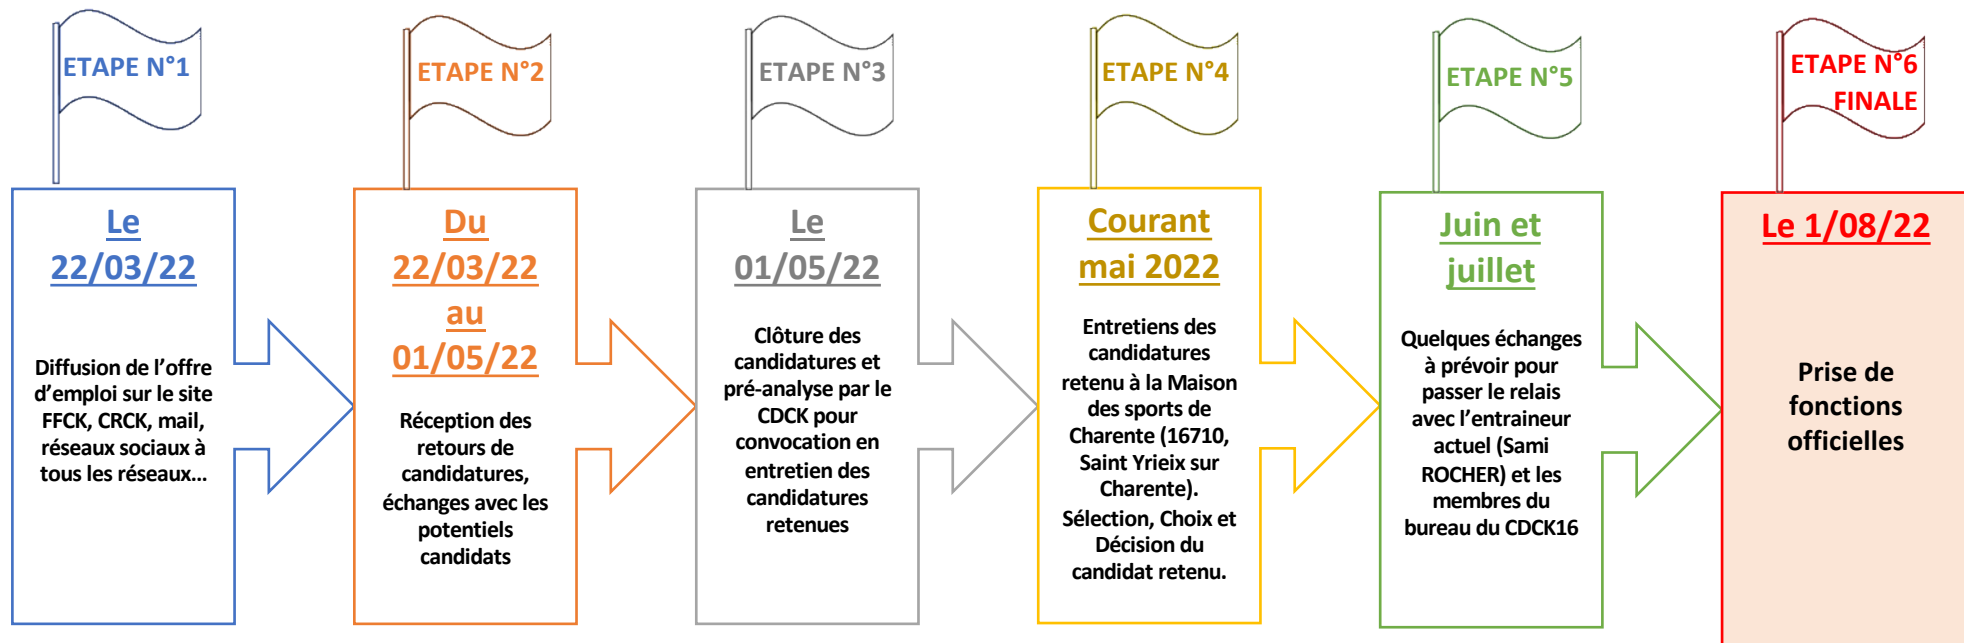 ETAPE N°1
Le
22/03/22
Diffusion de l’offre
d’emploi sur le site
FFCK, CRCK, mail,
réseaux sociaux à
tous les réseaux…
ETAPE N°2
Du
22/03/22
au
01/05/22
Réception des
retours de
candidatures,
échanges avec les
potentiels
candidats
ETAPE N°3
Le
01/05/22
Clôture des
candidatures et
pré-analyse par le
CDCK pour
convocation en
entretien des
candidatures
retenues
ETAPE N°4
Courant
mai 2022
Entretiens des
candidatures
retenu à la Maison
des sports de
Charente (16710,
Saint Yrieix sur
Charente).
Sélection, Choix et
Décision du
candidat retenu.
ETAPE N°5
Juin et
juillet
Quelques échanges
à prévoir pour
passer le relais
avec l’entraineur
actuel (Sami
ROCHER) et les
membres du
bureau du CDCK16
ETAPE N°6
FINALE
Le 1/08/22
Prise de
fonctions
officielles